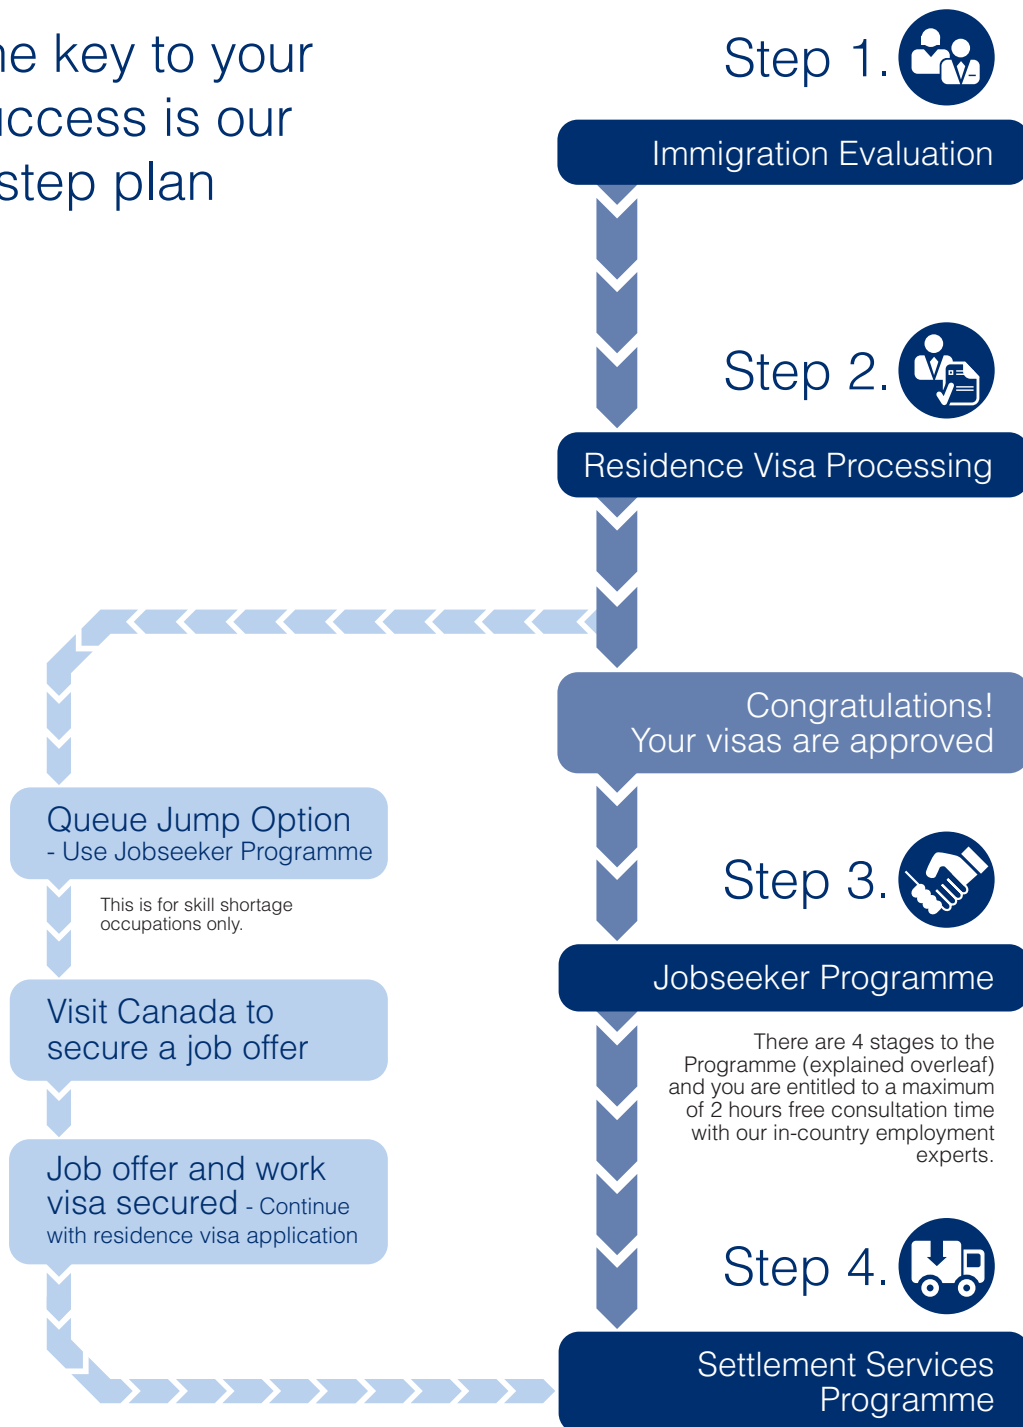 ne key to your
uccess is our
step plan
Step 1.
Immigration Evaluation
Step 2.
Residence Visa Processing
Congratulations!
Your visas are approved
Queue Jump Option
- Use Jobseeker Programme
This is for skill shortage
occupations only.
Visit Canada to
secure a job offer
Job offer and work
visa secured - Continue
with residence visa application
Step 3.
Jobseeker Programme
There are 4 stages to the
Programme (explained overleaf)
and you are entitled to a maximum
of 2 hours free consultation time
with our in-country employment
experts.
Step 4.
Settlement Services
Programme